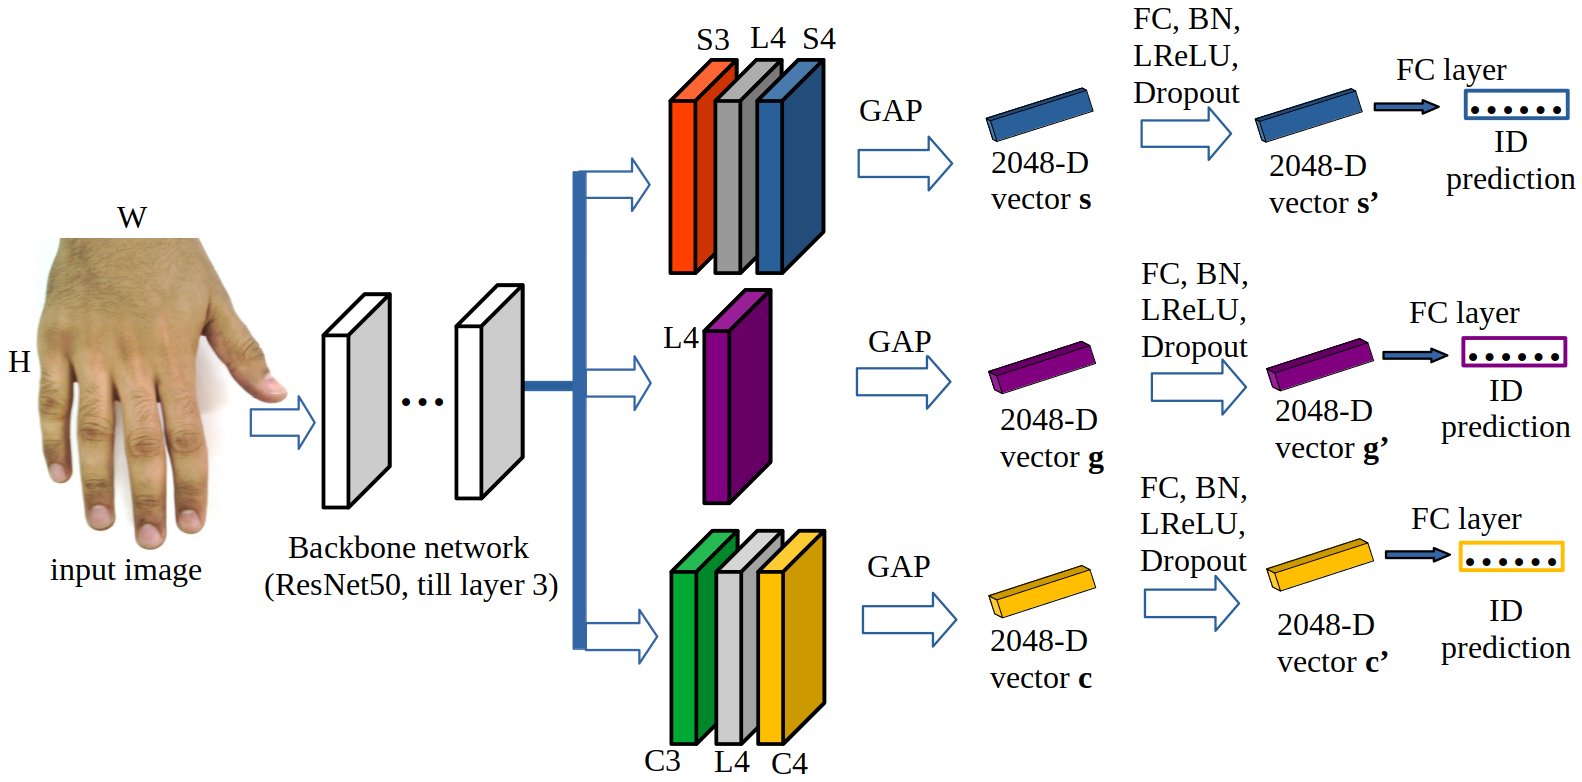 W
H
input image
Backbone network
(ResNet50, till layer 3)
S3 L4 S4
GAP
2048-D
vector s
FC, BN,
LReLU,
Dropout
2048-D
vector s’
FC layer
ID
prediction
L4
GAP
2048-D
vector g
FC, BN,
LReLU,
Dropout
2048-D
vector g’
FC layer
ID
prediction
C3 L4 C4
GAP
2048-D
vector c
FC, BN,
LReLU,
Dropout
2048-D
vector c’
FC layer
ID
prediction